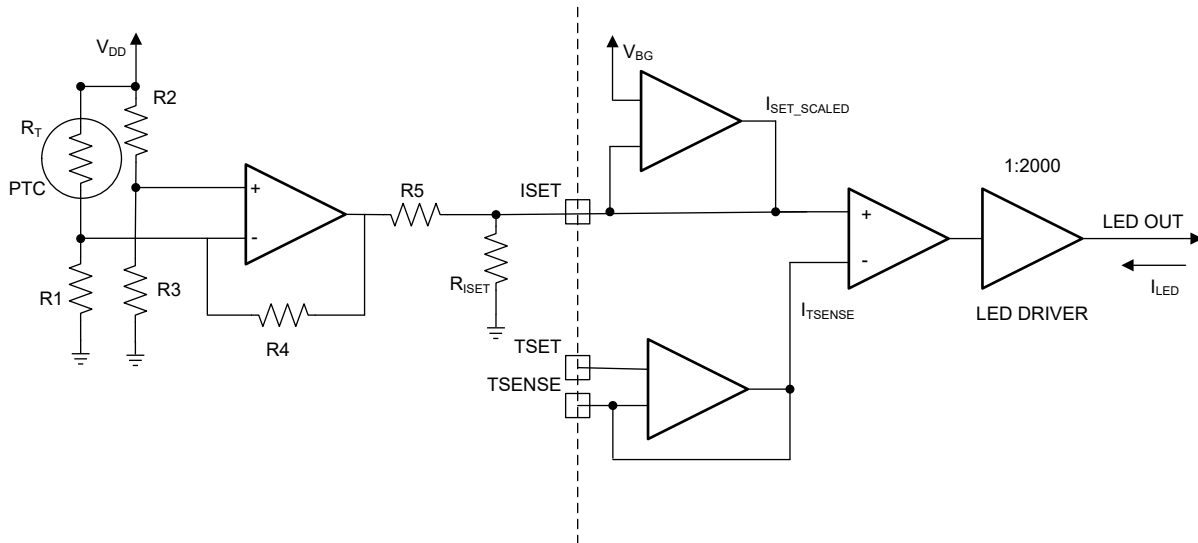 VDD
R2
RT
PTC
+
-
R1
R3
R4
R5
RISET
ISET
TSET
TSENSE
VBG
ISET_SCALED
ITSENSE
+
-
1:2000
LED DRIVER
LED OUT
ILED